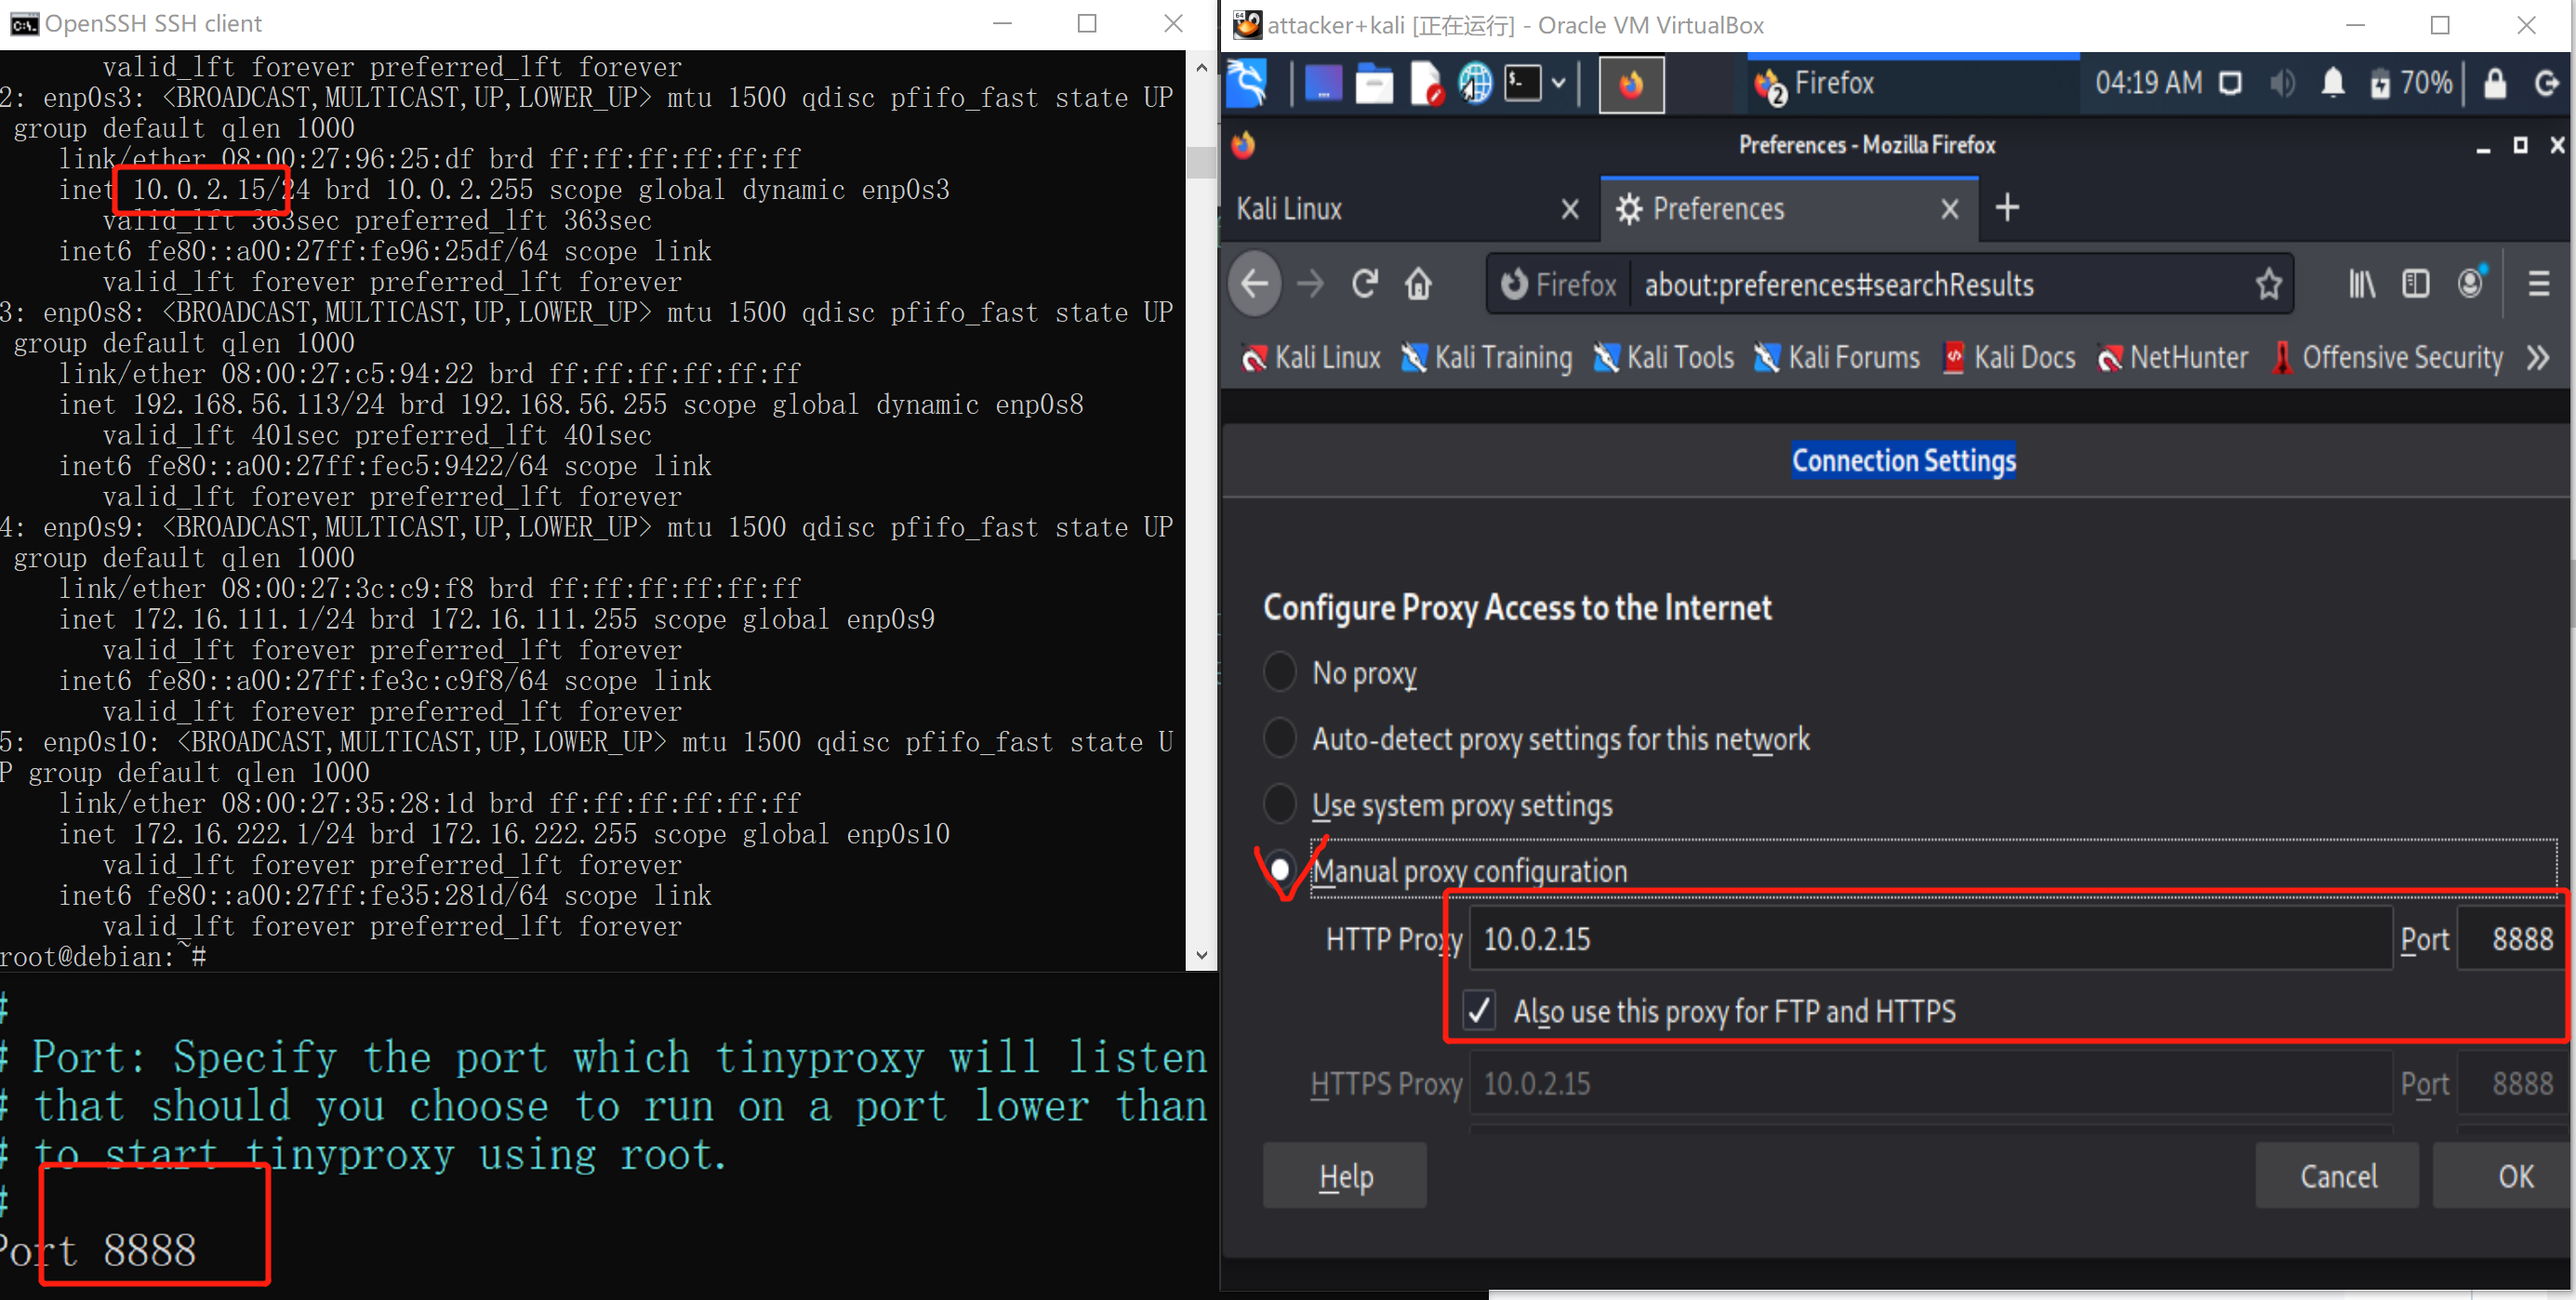 OpenSSH SSH client
valid_lft forever preferred_lft forever
2: enp0s3: <BROADCAST,MULTICAST,UP,LOWER_UP> mtu 1500 qdisc pfifo_fast state UP
group default qlen 1000
link/ether 08:00:27:96:25:df brd ff:ff:ff:ff:ff:ff
inet 10.0.2.15/24 brd 10.0.2.255 scope global dynamic enp0s3
valid_lft 363sec preferred_lft 363sec
inet6 fe80::a00:27ff:fe96:25df/64 scope link
valid_lft forever preferred_lft forever
3: enp0s8: <BROADCAST,MULTICAST,UP,LOWER_UP> mtu 1500 qdisc pfifo_fast state UP
group default qlen 1000
link/ether 08:00:27:c5:94:22 brd ff:ff:ff:ff:ff:ff
inet 192.168.56.113/24 brd 192.168.56.255 scope global dynamic enp0s8
valid_lft 401sec preferred_lft 401sec
inet6 fe80::a00:27ff:fec5:9422/64 scope link
valid_lft forever preferred_lft forever
4: enp0s9: <BROADCAST,MULTICAST,UP,LOWER_UP> mtu 1500 qdisc pfifo_fast state UP
group default qlen 1000
link/ether 08:00:27:3c:c9:f8 brd ff:ff:ff:ff:ff:ff
inet 172.16.111.1/24 brd 172.16.111.255 scope global enp0s9
valid_lft forever preferred_lft forever
inet6 fe80::a00:27ff:fe3c:c9f8/64 scope link
valid_lft forever preferred_lft forever
5: enp0s10: <BROADCAST,MULTICAST,UP,LOWER_UP> mtu 1500 qdisc pfifo_fast state U
P group default qlen 1000
link/ether 08:00:27:35:28:1d brd ff:ff:ff:ff:ff:ff
inet 172.16.222.1/24 brd 172.16.222.255 scope global enp0s10
valid_lft forever preferred_lft forever
inet6 fe80::a00:27ff:fe35:281d/64 scope link
valid_lft forever preferred_lft forever
root@debian:~#
#
# Port: Specify the port which tinyproxy will listen
# that should you choose to run on a port lower than
# to start tinyproxy using root.
#
Port 8888
attacker+kali [正在运行] - Oracle VM VirtualBox
2 Firefox
04:19 AM
70%
Preferences - Mozilla Firefox
Kali Linux
Preferences
Firefox
about:preferences#searchResults
Kali Linux
Kali Training
Kali Tools
Kali Forums
Kali Docs
NetHunter
Offensive Security
Connection Settings
Configure Proxy Access to the Internet
No proxy
Auto-detect proxy settings for this network
Use system proxy settings
Manual proxy configuration
HTTP Proxy 10.0.2.15 Port 8888
Also use this proxy for FTP and HTTPS
HTTPS Proxy 10.0.2.15 Port 8888
Help
Cancel
OK